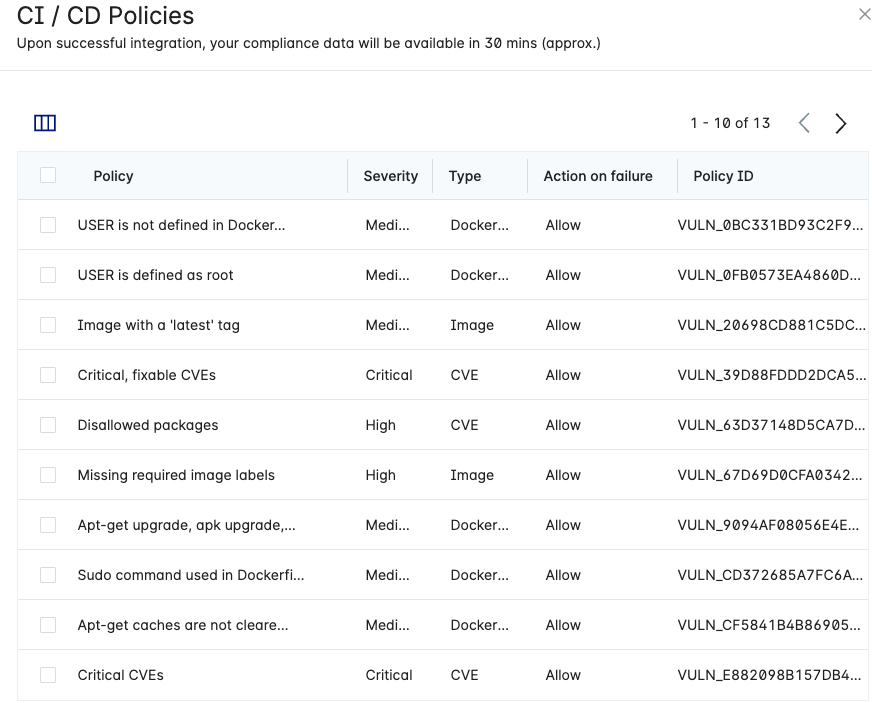 CI / CD Policies
Upon successful integration, your compliance data will be available in 30 mins (approx.)
1 - 10 of 13
Policy Severity Type Action on failure Policy ID
USER is not defined in Docker... Medi... Docker... Allow VULN_0BC331BD93C2F9...
USER is defined as root Medi... Docker... Allow VULN_0FB0573EA4860D...
Image with a 'latest' tag Medi... Image Allow VULN_20698CD881C5DC...
Critical, fixable CVEs Critical CVE Allow VULN_39D88FDDD2DCA5...
Disallowed packages High CVE Allow VULN_63D37148D5CA7D...
Missing required image labels High Image Allow VULN_67D69D0CFA0342...
Apt-get upgrade, apk upgrade,... Medi... Docker... Allow VULN_9094AF08056E4E...
Sudo command used in Dockerfi... Medi... Docker... Allow VULN_CD372685A7FC6A...
Apt-get caches are not cleare... Medi... Docker... Allow VULN_CF5841B4B86905...
Critical CVEs Critical CVE Allow VULN_E882098B157DB4...